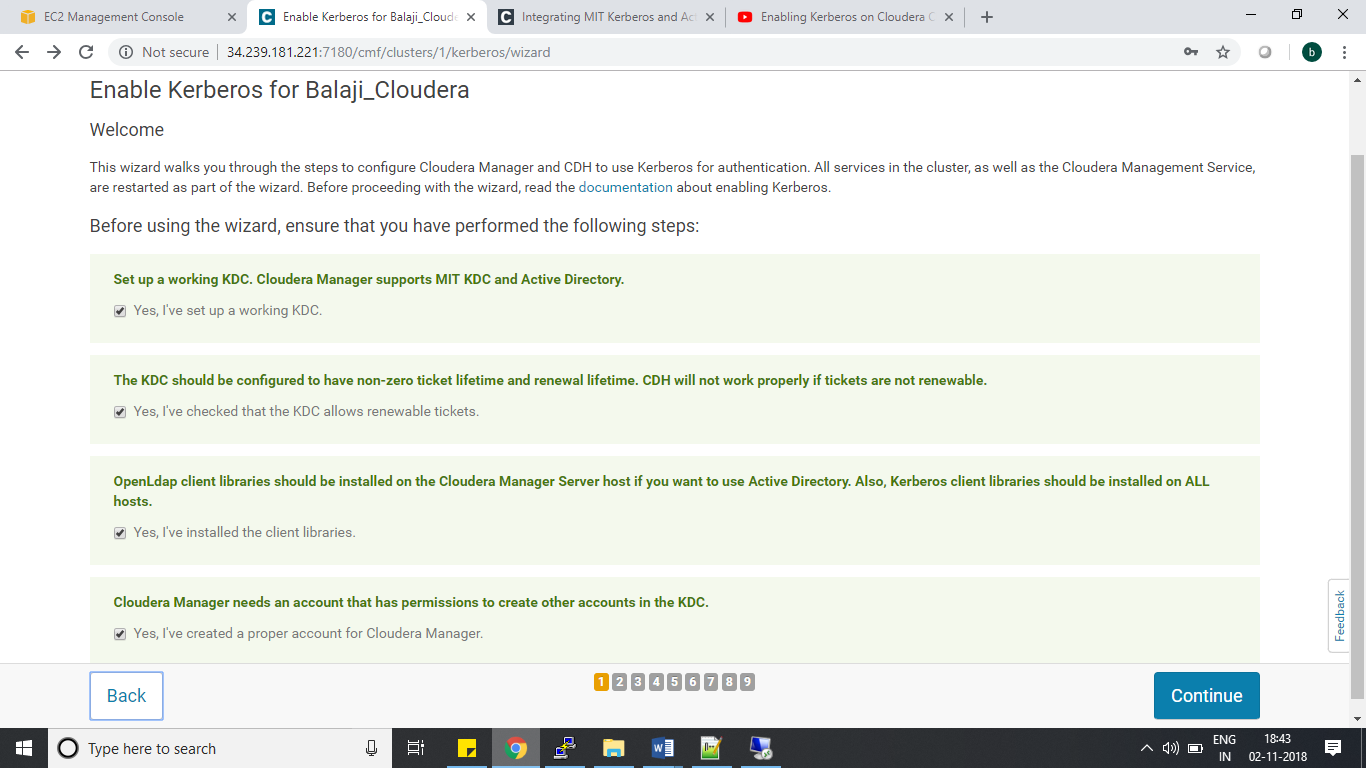 EC2 Management Console
Enable Kerberos for Balaji_Cloude
Integrating MIT Kerberos and Act
Enabling Kerberos on Cloudera C
Not secure
34.239.181.221:7180/cmf/clusters/1/kerberos/wizard
b
Enable Kerberos for Balaji_Cloudera
Welcome
This wizard walks you through the steps to configure Cloudera Manager and CDH to use Kerberos for authentication. All services in the cluster, as well as the Cloudera Management Service,
are restarted as part of the wizard. Before proceeding with the wizard, read the documentation about enabling Kerberos.
Before using the wizard, ensure that you have performed the following steps:
Set up a working KDC. Cloudera Manager supports MIT KDC and Active Directory.
Yes, I've set up a working KDC.
The KDC should be configured to have non-zero ticket lifetime and renewal lifetime. CDH will not work properly if tickets are not renewable.
Yes, I've checked that the KDC allows renewable tickets.
OpenLdap client libraries should be installed on the Cloudera Manager Server host if you want to use Active Directory. Also, Kerberos client libraries should be installed on ALL
hosts.
Yes, I've installed the client libraries.
Cloudera Manager needs an account that has permissions to create other accounts in the KDC.
Yes, I've created a proper account for Cloudera Manager.
Feedback
Back
1 2 3 4 5 6 7 8 9
Continue
Type here to search
ENG
IN
18:43
02-11-2018